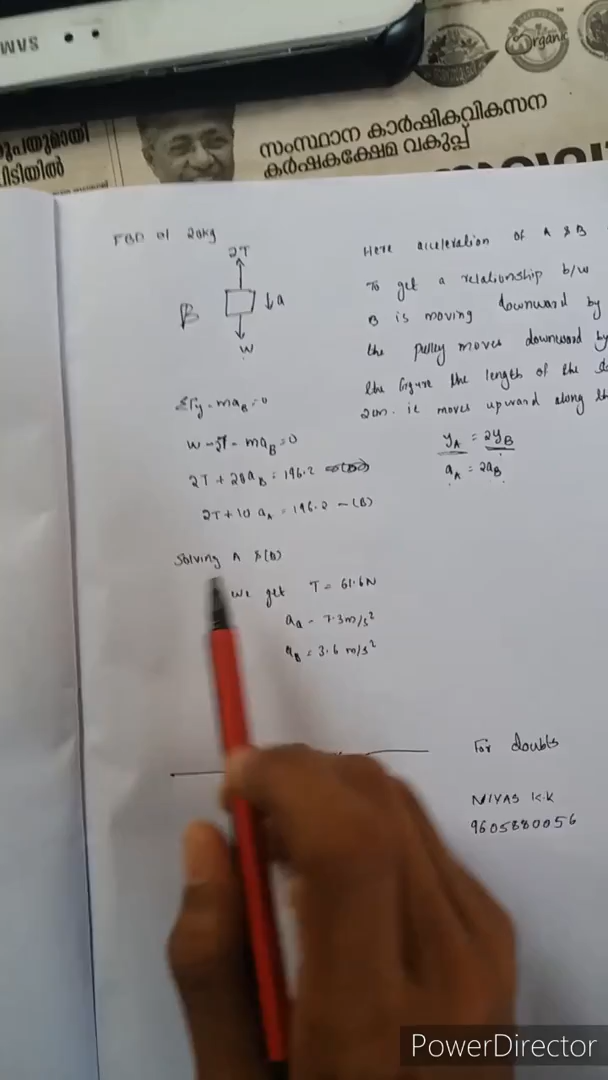 SAM
Organic
രൂപയുമായി
പിടിയിൽ
സംസ്ഥാന കാർഷികവികസന
കർഷകക്ഷേമ വകുപ്പ്
FBD of 20kg
2T
B
↓a
W
Here acceleration of A & B
To get a relationship b/w
B is moving downward by
the pulley moves downward by
the figure the length of the
2cm. it moves upward along
ΣFy - maB = 0
W - 2T - maB = 0
2T + 20aB = 196.2
2T + 10 aA = 196.2 - (B)
yA = 2yB
aA = 2aB
Solving A & (B)
we get T = 61.6N
aa = 7.3m/s²
aB = 3.6 m/s²
For doubts
NIYAS K.K
9605880056
PowerDirector